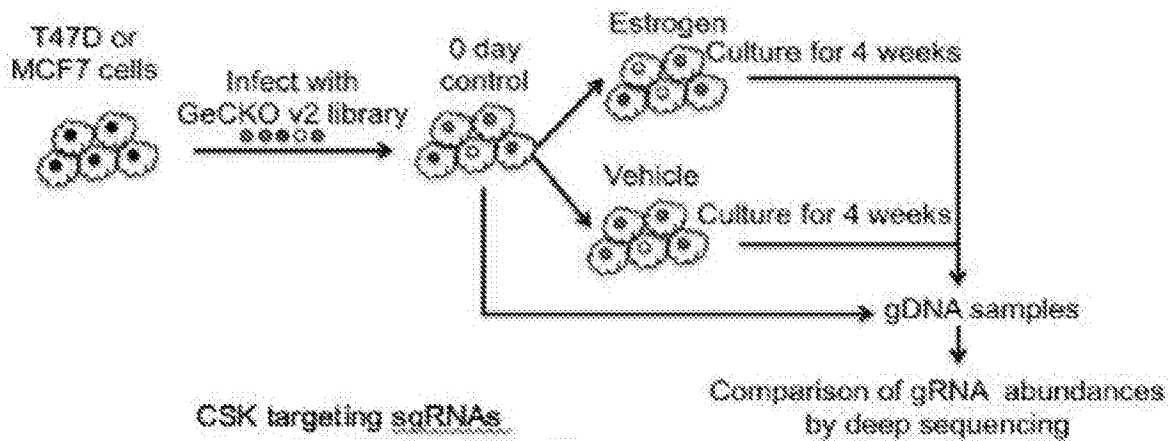 T47D or
MCF7 cells
Infect with
GeCKO v2 library
0 day
control
Estrogen
Culture for 4 weeks
Vehicle
Culture for 4 weeks
gDNA samples
Comparison of gRNA abundances
by deep sequencing
CSK targeting sgRNAs